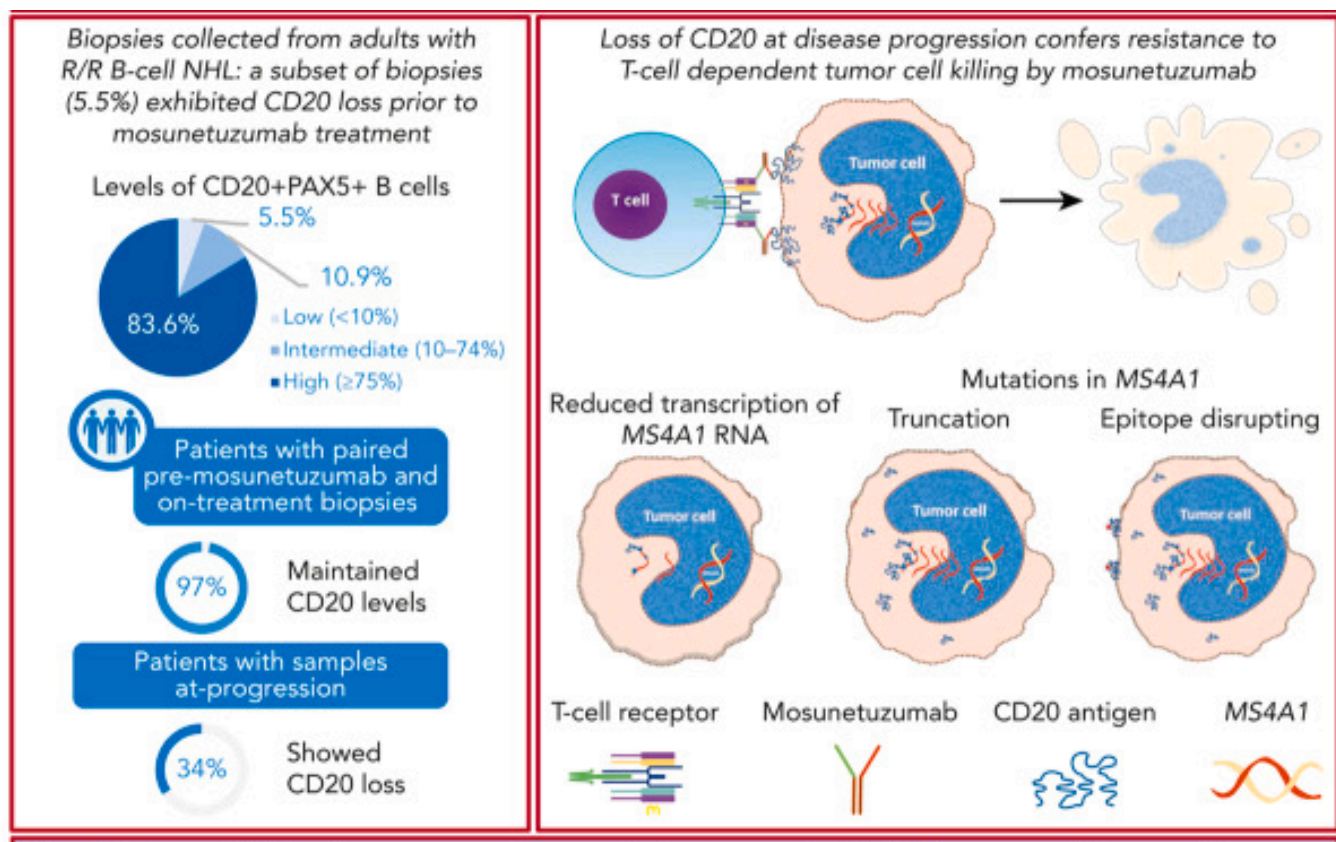 Biopsies collected from adults with
R/R B-cell NHL: a subset of biopsies
(5.5%) exhibited CD20 loss prior to
mosunetuzumab treatment
Levels of CD20+PAX5+ B cells
5.5%
10.9%
83.6%
Low (<10%)
Intermediate (10–74%)
High (≥75%)
Patients with paired
pre-mosunetuzumab and
on-treatment biopsies
97%
Maintained
CD20 levels
Patients with samples
at-progression
34%
Showed
CD20 loss
Loss of CD20 at disease progression confers resistance to
T-cell dependent tumor cell killing by mosunetuzumab
T cell
Tumor cell
Reduced transcription of
MS4A1 RNA
Mutations in MS4A1
Truncation
Epitope disrupting
Tumor cell
Tumor cell
Tumor cell
T-cell receptor
Mosunetuzumab
CD20 antigen
MS4A1